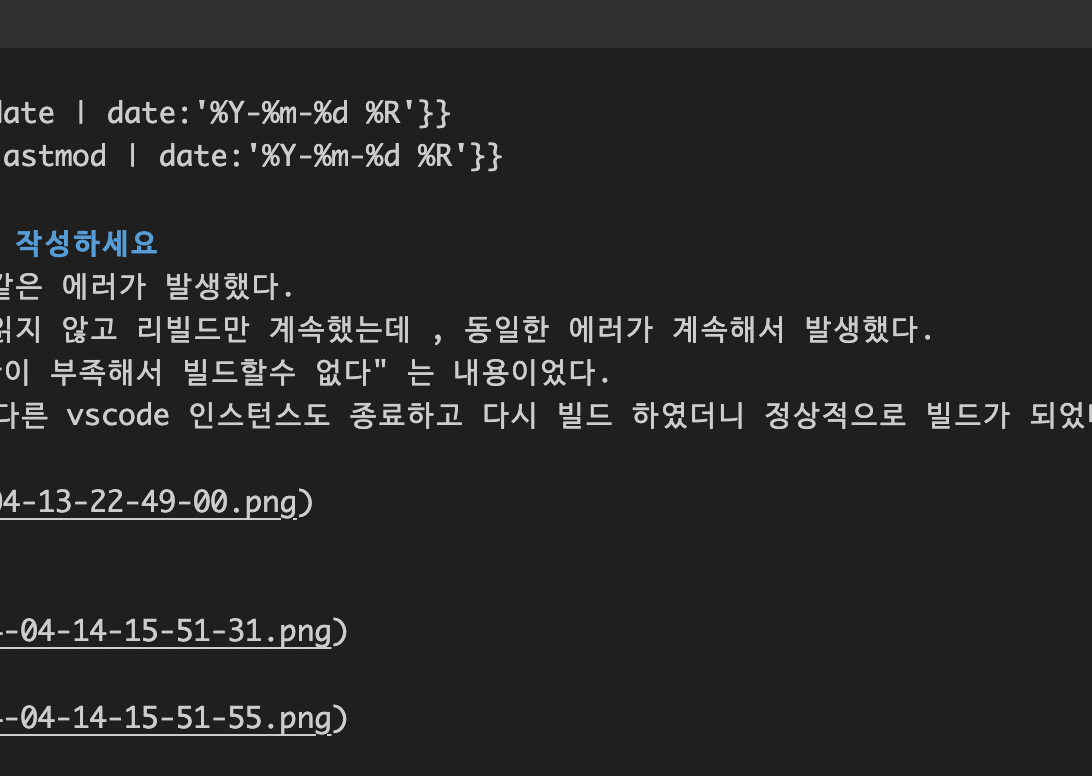 date | date:'%Y-%m-%d %R'}}
astmod | date:'%Y-%m-%d %R'}}
작성하세요
같은 에러가 발생했다.
읽지 않고 리빌드만 계속했는데 , 동일한 에러가 계속해서 발생했다.
이 부족해서 빌드할수 없다" 는 내용이었다.
다른 vscode 인스턴스도 종료하고 다시 빌드 하였더니 정상적으로 빌드가 되었
04-13-22-49-00.png)
-04-14-15-51-31.png)
-04-14-15-51-55.png)